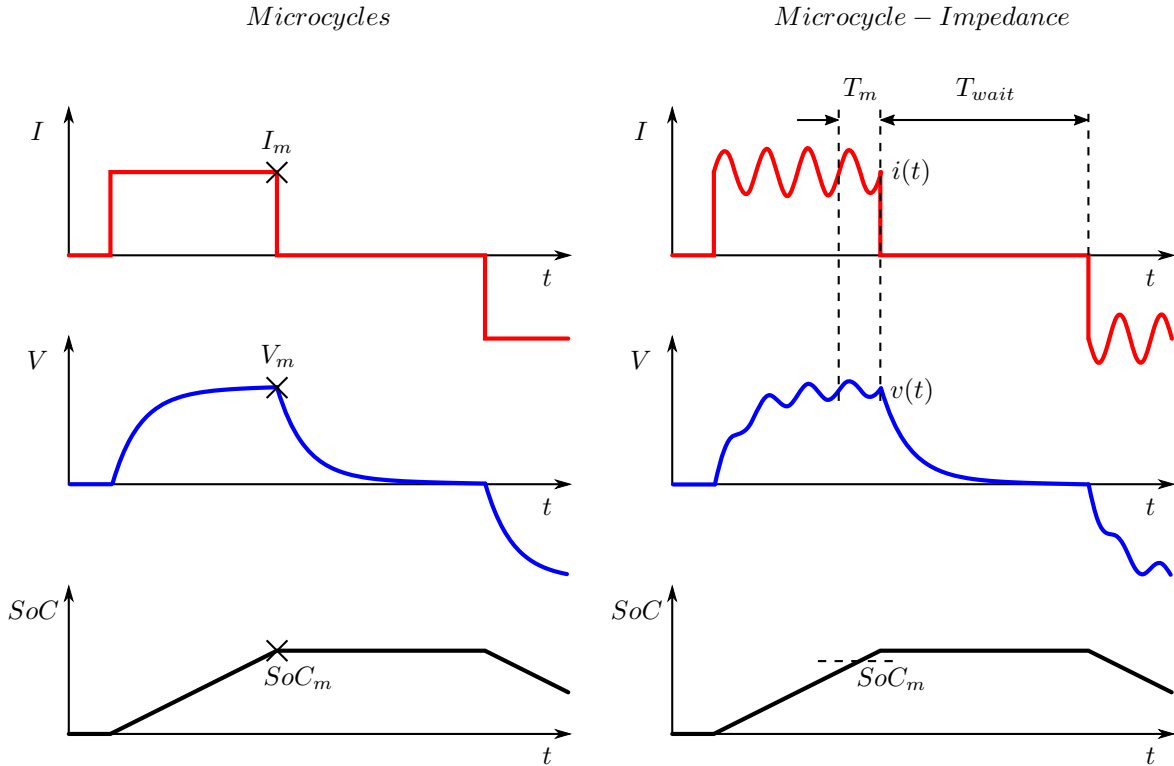 Microcycles
I
I_m
t
V
V_m
t
SoC
SoC_m
t
Microcycle – Impedance
T_m
T_wait
I
i(t)
t
V
v(t)
t
SoC
SoC_m
t